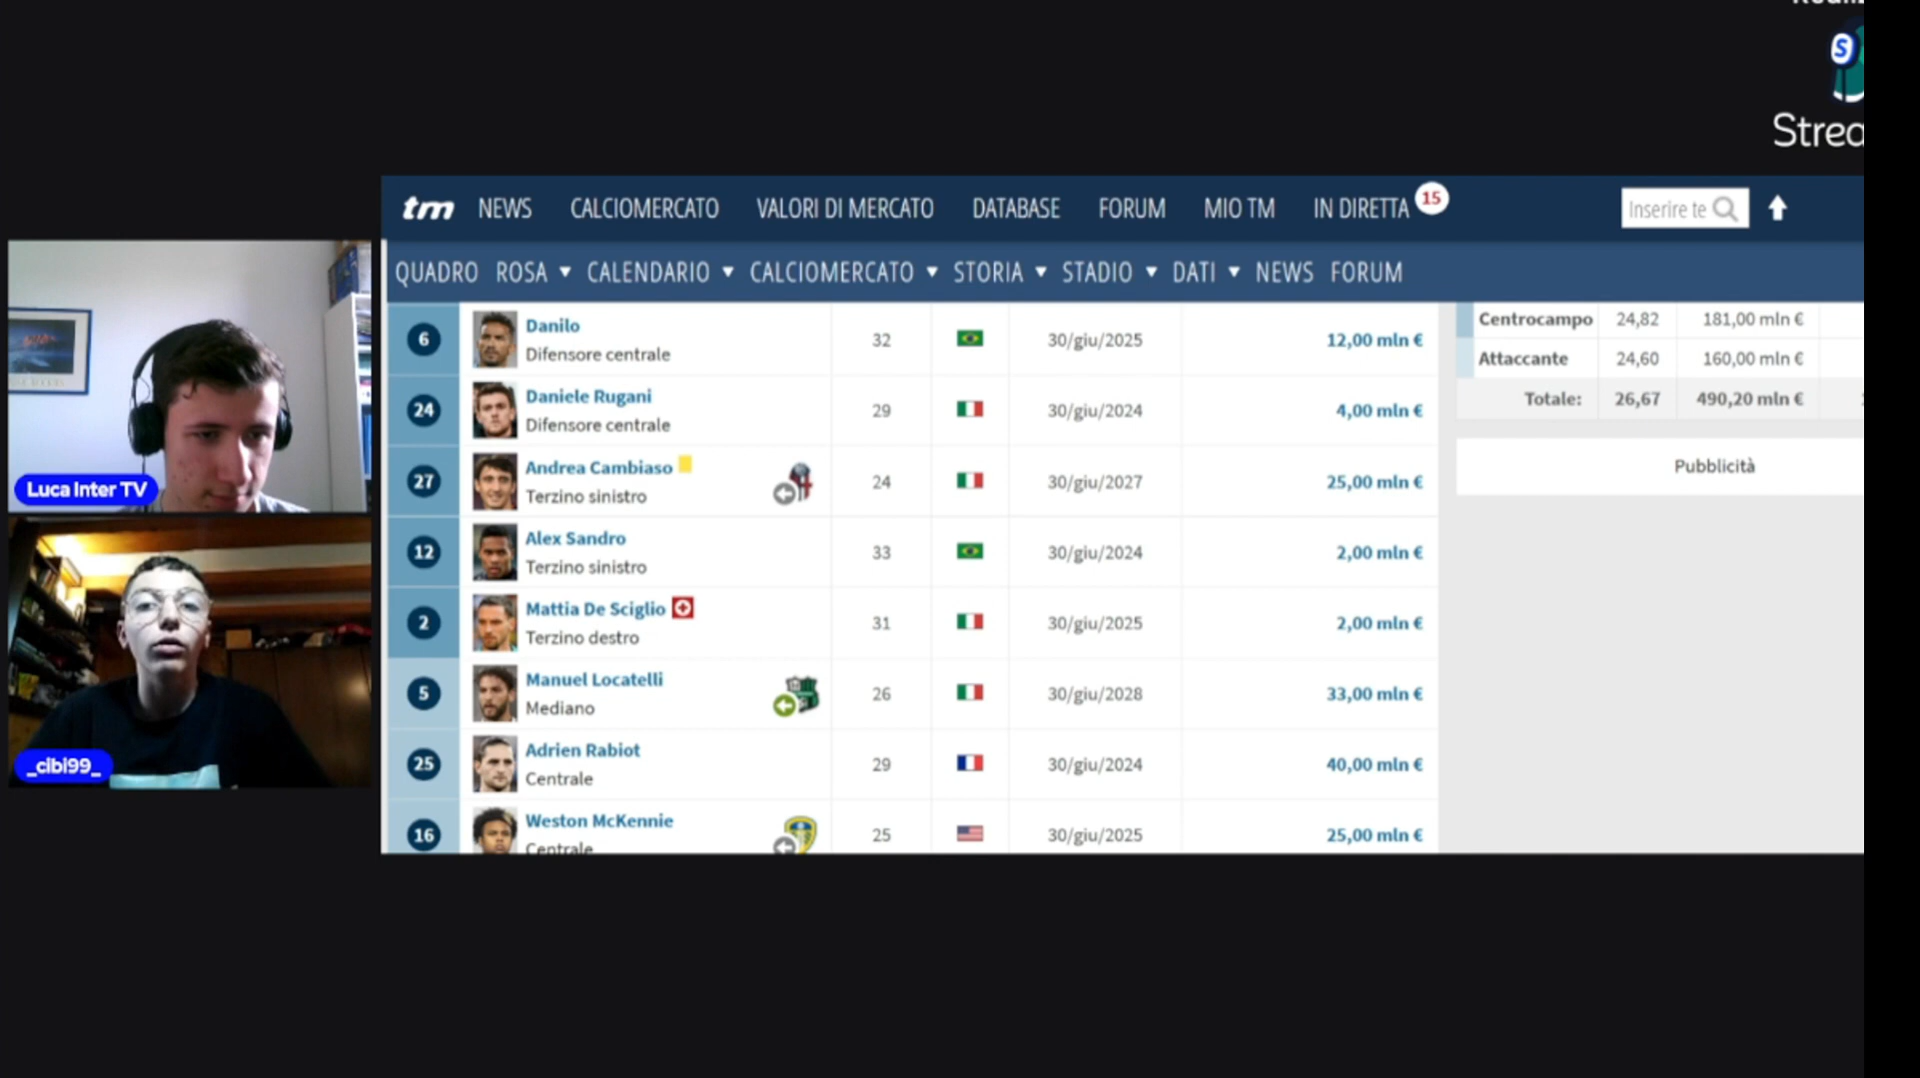 Strea
tm NEWS CALCIOMERCATO VALORI DI MERCATO DATABASE FORUM MIO TM IN DIRETTA 15 Inserire te
QUADRO ROSA CALENDARIO CALCIOMERCATO STORIA STADIO DATI NEWS FORUM
6 Danilo 32 30/giu/2025 12,00 mln €
Difensore centrale
24 Daniele Rugani 29 30/giu/2024 4,00 mln €
Difensore centrale
27 Andrea Cambiaso 24 30/giu/2027 25,00 mln €
Terzino sinistro
12 Alex Sandro 33 30/giu/2024 2,00 mln €
Terzino sinistro
2 Mattia De Sciglio 31 30/giu/2025 2,00 mln €
Terzino destro
5 Manuel Locatelli 26 30/giu/2028 33,00 mln €
Mediano
25 Adrien Rabiot 29 30/giu/2024 40,00 mln €
Centrale
16 Weston McKennie 25 30/giu/2025 25,00 mln €
Centrale
Centrocampo 24,82 181,00 mln €
Attaccante 24,60 160,00 mln €
Totale: 26,67 490,20 mln €
Pubblicità
Luca Inter TV
_cibi99_